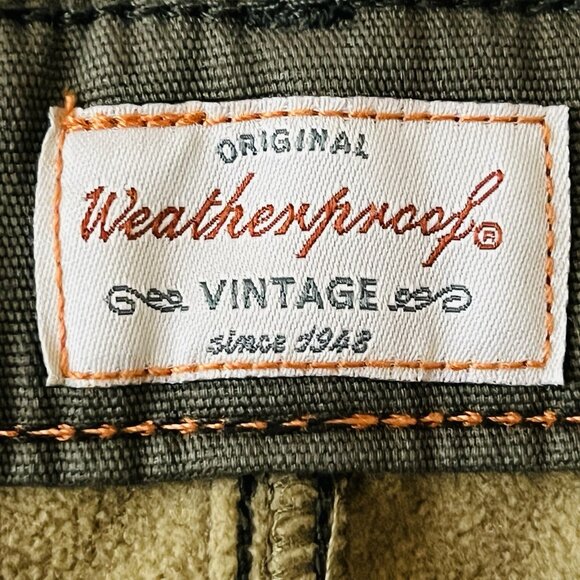 ORIGINAL
Weatherproof®
VINTAGE
since 1948